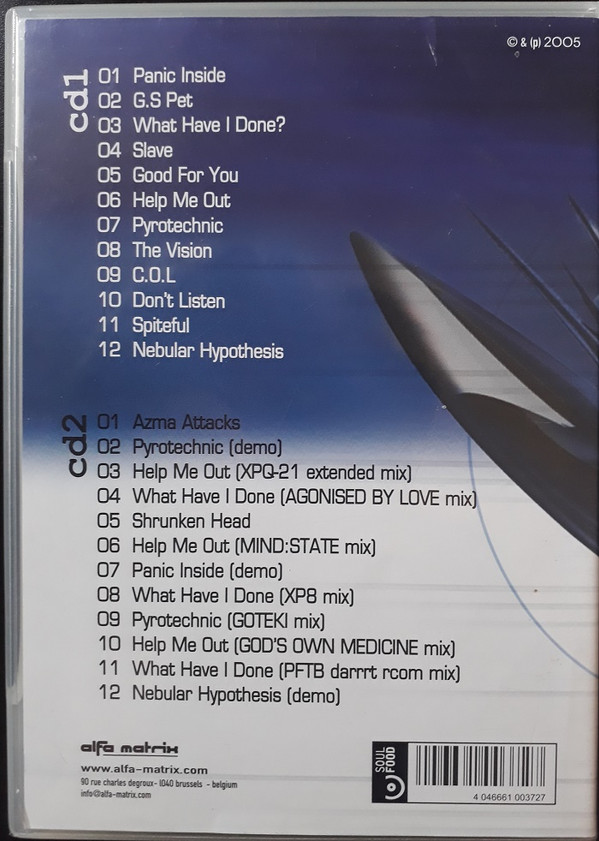 © & (p) 2005
cd1
01 Panic Inside
02 G.S Pet
03 What Have I Done?
04 Slave
05 Good For You
06 Help Me Out
07 Pyrotechnic
08 The Vision
09 C.O.L
10 Don't Listen
11 Spiteful
12 Nebular Hypothesis
cd2
01 Azma Attacks
02 Pyrotechnic (demo)
03 Help Me Out (XPQ-21 extended mix)
04 What Have I Done (AGONISED BY LOVE mix)
05 Shrunken Head
06 Help Me Out (MIND:STATE mix)
07 Panic Inside (demo)
08 What Have I Done (XP8 mix)
09 Pyrotechnic (GOTEKI mix)
10 Help Me Out (GOD'S OWN MEDICINE mix)
11 What Have I Done (PFTB darrrt rcom mix)
12 Nebular Hypothesis (demo)
alfa matrix
www.alfa-matrix.com
90 rue charles degroux- 1040 brussels - belgium
info@alfa-matrix.com
SOUL
FOOD
4 046661 003727